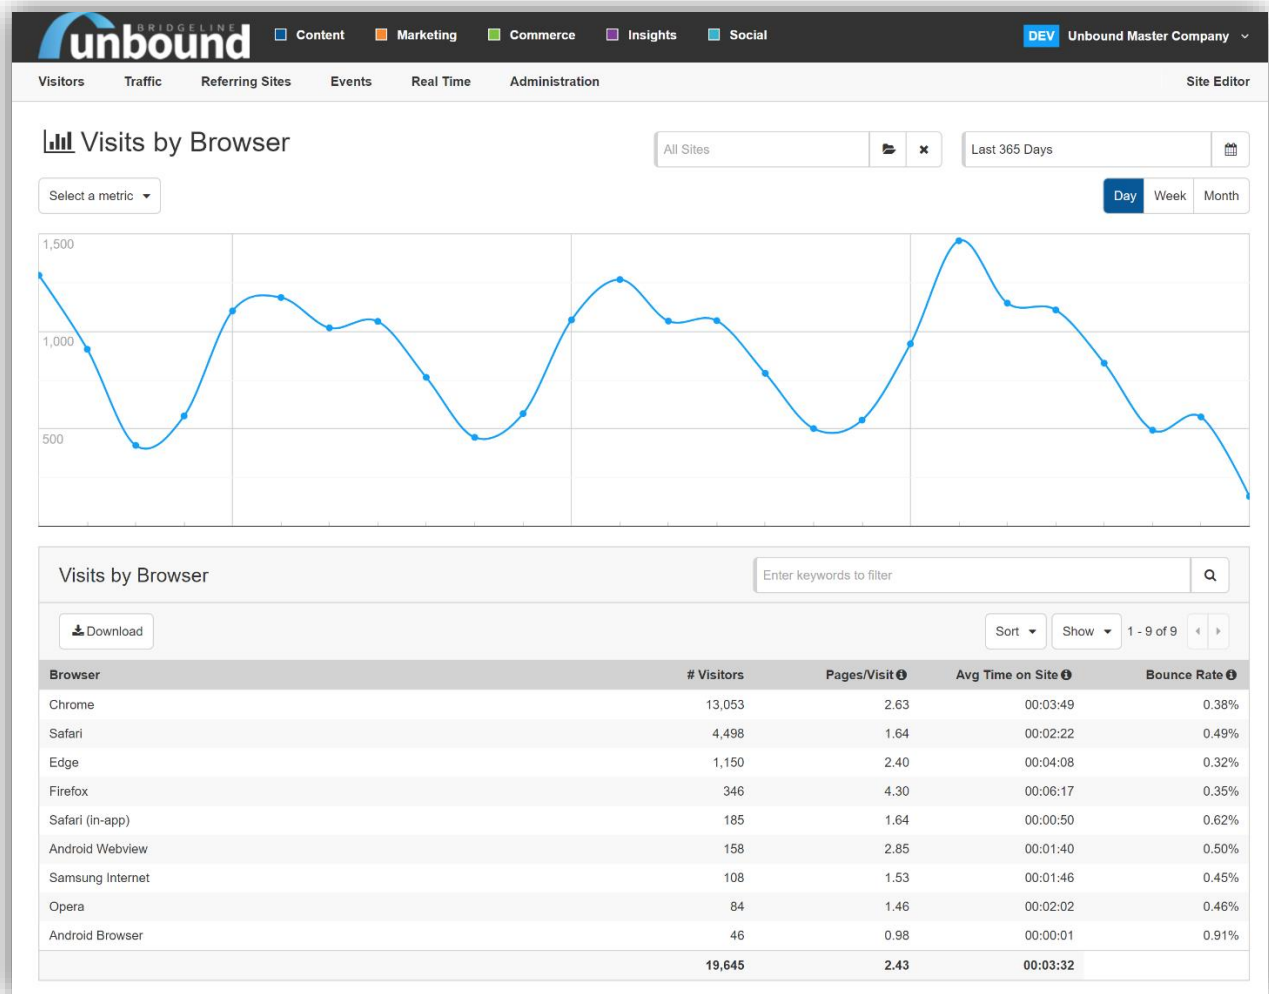 BRIDGELINE
unbound
Content Marketing Commerce Insights Social DEV Unbound Master Company
Visitors Traffic Referring Sites Events Real Time Administration Site Editor
Visits by Browser
All Sites
Last 365 Days
Select a metric
Day Week Month
1,500
1,000
500
Visits by Browser
Enter keywords to filter
Download
Sort Show 1 - 9 of 9
Browser # Visitors Pages/Visit Avg Time on Site Bounce Rate
Chrome 13,053 2.63 00:03:49 0.38%
Safari 4,498 1.64 00:02:22 0.49%
Edge 1,150 2.40 00:04:08 0.32%
Firefox 346 4.30 00:06:17 0.35%
Safari (in-app) 185 1.64 00:00:50 0.62%
Android Webview 158 2.85 00:01:40 0.50%
Samsung Internet 108 1.53 00:01:46 0.45%
Opera 84 1.46 00:02:02 0.46%
Android Browser 46 0.98 00:00:01 0.91%
19,645 2.43 00:03:32